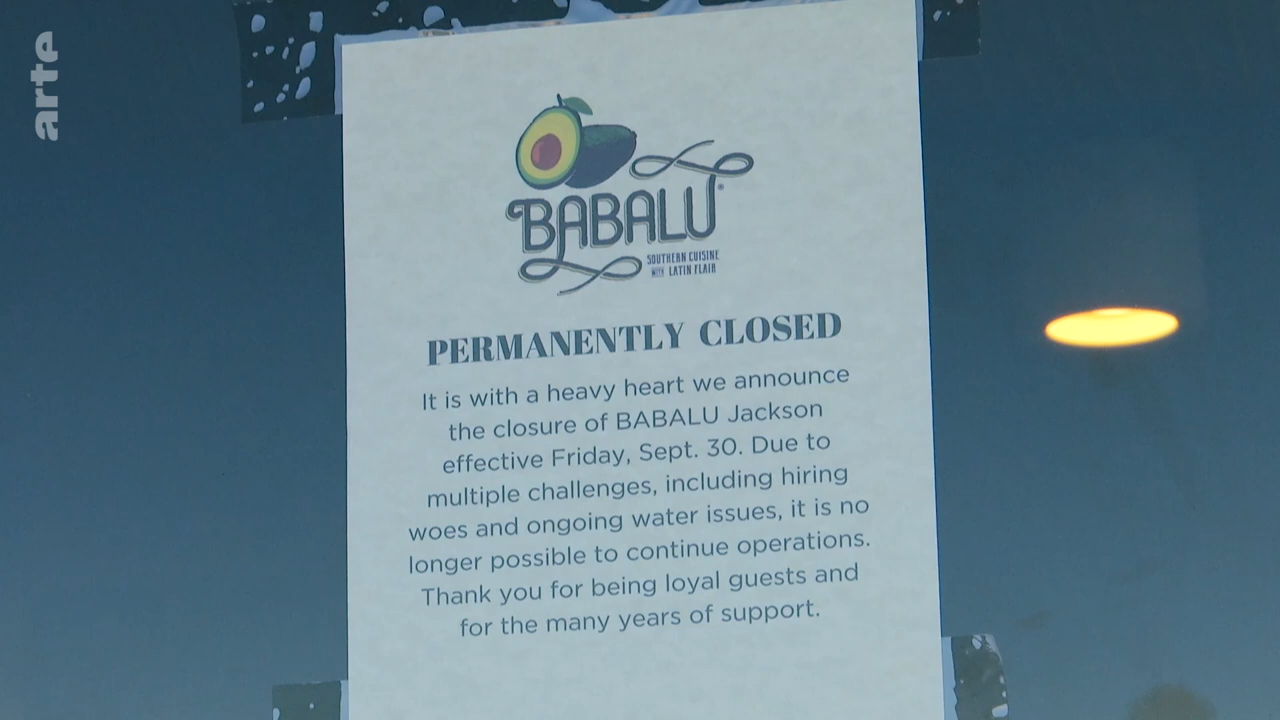 arte
BABALU®
SOUTHERN CUISINE
WITH LATIN FLAIR
PERMANENTLY CLOSED
It is with a heavy heart we announce
the closure of BABALU Jackson
effective Friday, Sept. 30. Due to
multiple challenges, including hiring
woes and ongoing water issues, it is no
longer possible to continue operations.
Thank you for being loyal guests and
for the many years of support.